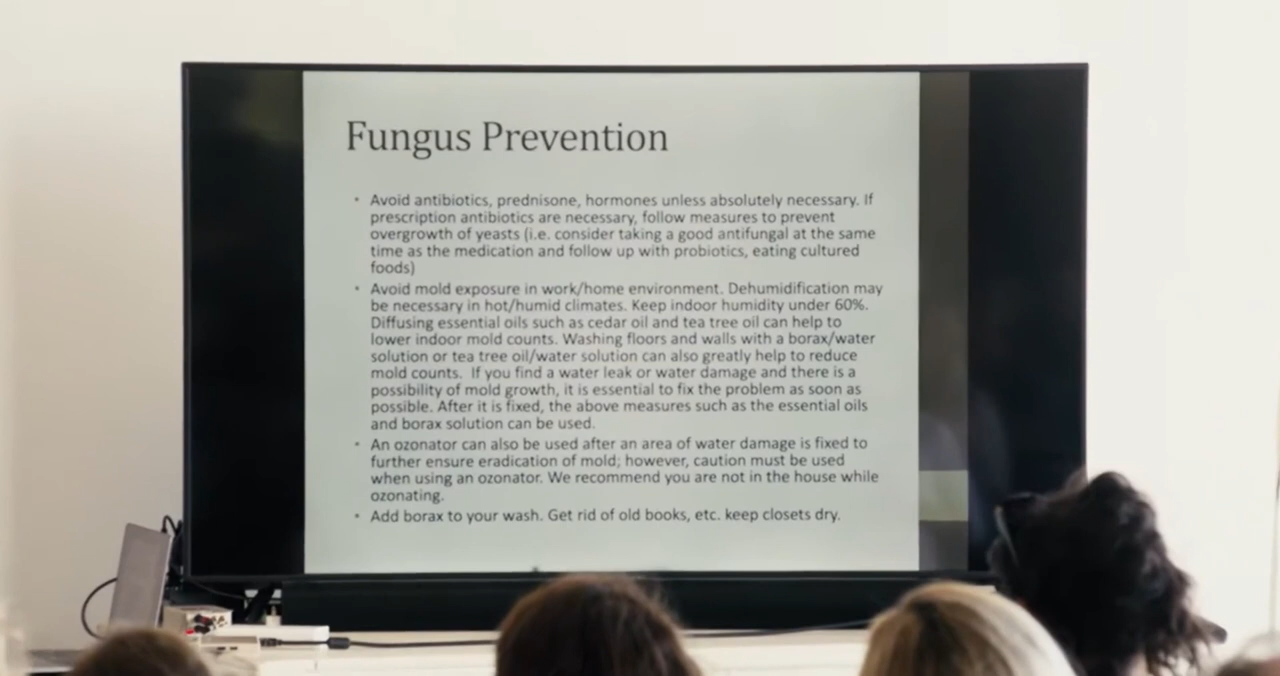 Fungus Prevention
• Avoid antibiotics, prednisone, hormones unless absolutely necessary. If
prescription antibiotics are necessary, follow measures to prevent
overgrowth of yeasts (i.e. consider taking a good antifungal at the same
time as the medication and follow up with probiotics, eating cultured
foods)
• Avoid mold exposure in work/home environment. Dehumidification may
be necessary in hot/humid climates. Keep indoor humidity under 60%.
Diffusing essential oils such as cedar oil and tea tree oil can help to
lower indoor mold counts. Washing floors and walls with a borax/water
solution or tea tree oil/water solution can also greatly help to reduce
mold counts. If you find a water leak or water damage and there is a
possibility of mold growth, it is essential to fix the problem as soon as
possible. After it is fixed, the above measures such as the essential oils
and borax solution can be used.
• An ozonator can also be used after an area of water damage is fixed to
further ensure eradication of mold; however, caution must be used
when using an ozonator. We recommend you are not in the house while
ozonating.
• Add borax to your wash. Get rid of old books, etc. keep closets dry.